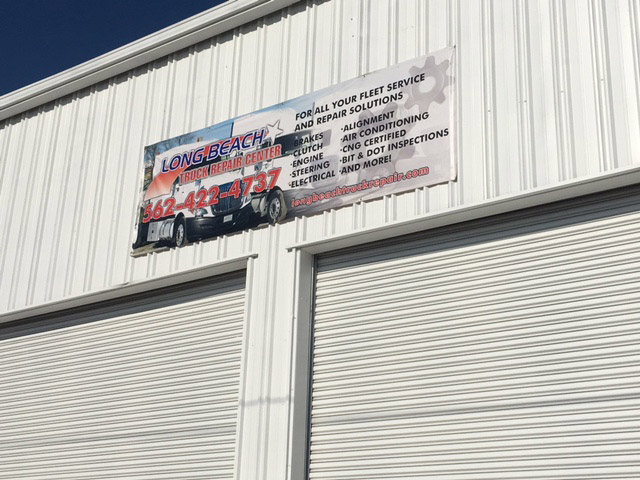 LONG BEACH
TRUCK REPAIR CENTER
562-422-4737
FOR ALL YOUR FLEET SERVICE
AND REPAIR SOLUTIONS
·BRAKES
·CLUTCH
·ENGINE
·STEERING
·ELECTRICAL
·ALIGNMENT
·AIR CONDITIONING
·CNG CERTIFIED
·BIT & DOT INSPECTIONS
·AND MORE!
longbeachtruckrepair.com